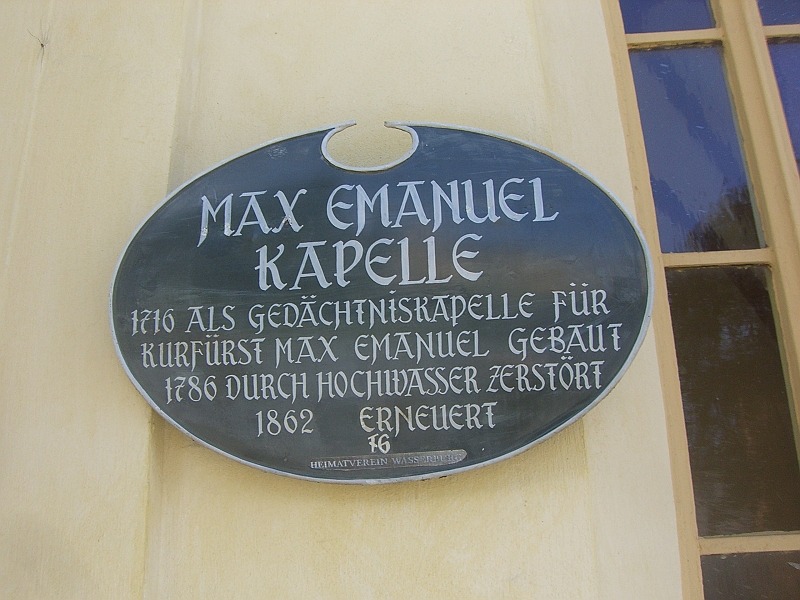 MAX EMANUEL
KAPELLE
1716 ALS GEDÄCHTNISKAPELLE FÜR
KURFÜRST MAX EMANUEL GEBAUT
1786 DURCH HOCHWASSER ZERSTÖRT
1862 ERNEUERT
76
HEIMATVEREIN WASSERBURG